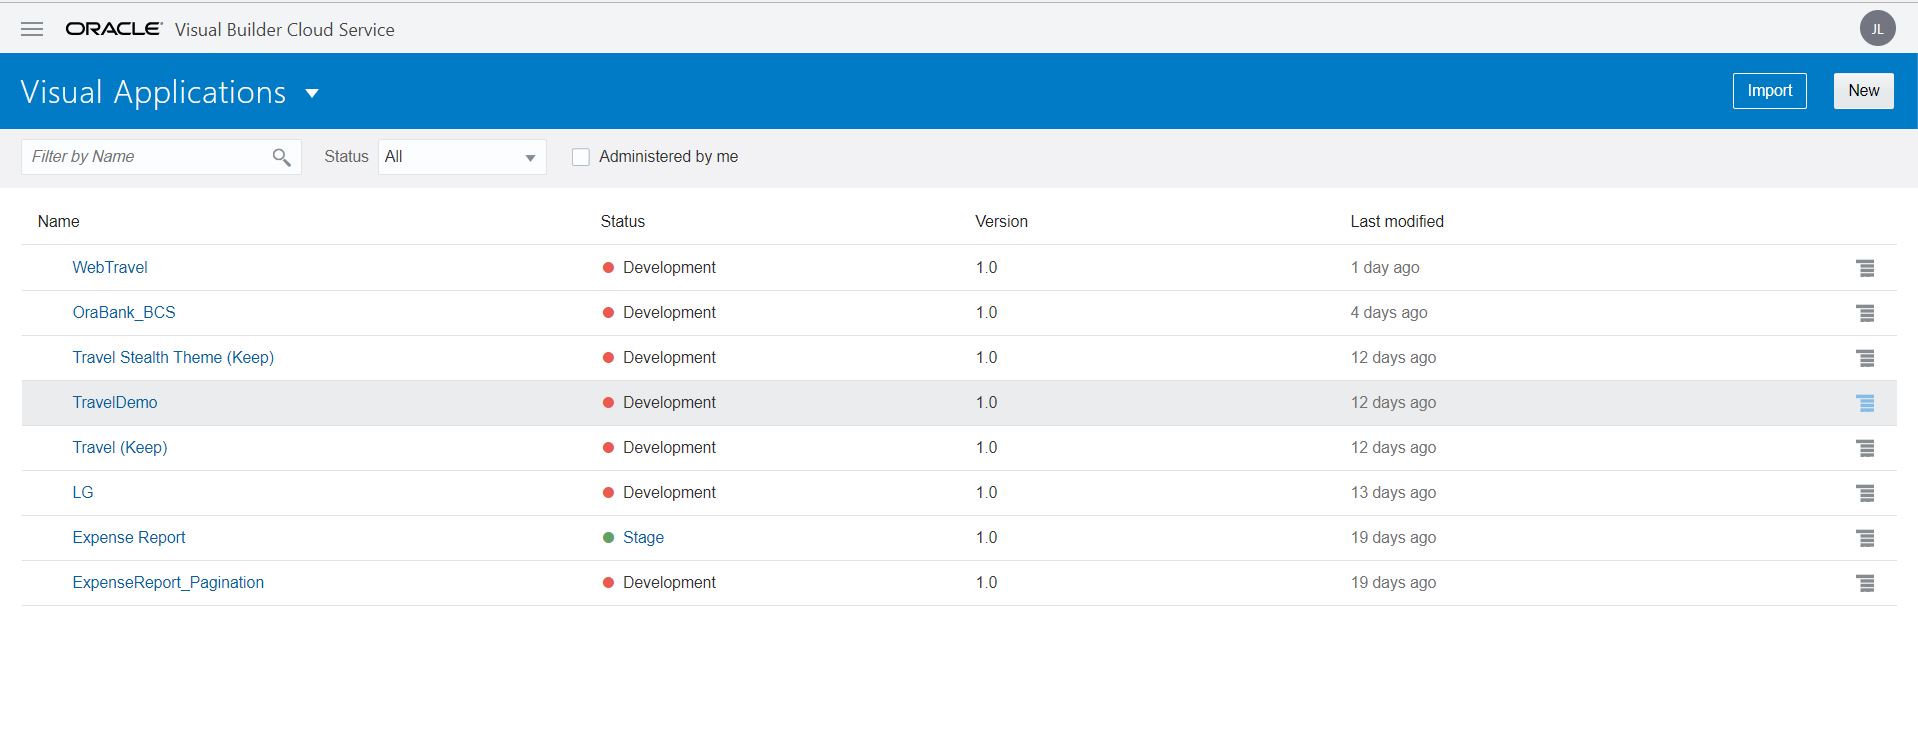 ORACLE Visual Builder Cloud Service JL
Visual Applications Import New
Filter by Name Status All Administered by me
Name Status Version Last modified
WebTravel Development 1.0 1 day ago
OraBank_BCS Development 1.0 4 days ago
Travel Stealth Theme (Keep) Development 1.0 12 days ago
TravelDemo Development 1.0 12 days ago
Travel (Keep) Development 1.0 12 days ago
LG Development 1.0 13 days ago
Expense Report Stage 1.0 19 days ago
ExpenseReport_Pagination Development 1.0 19 days ago